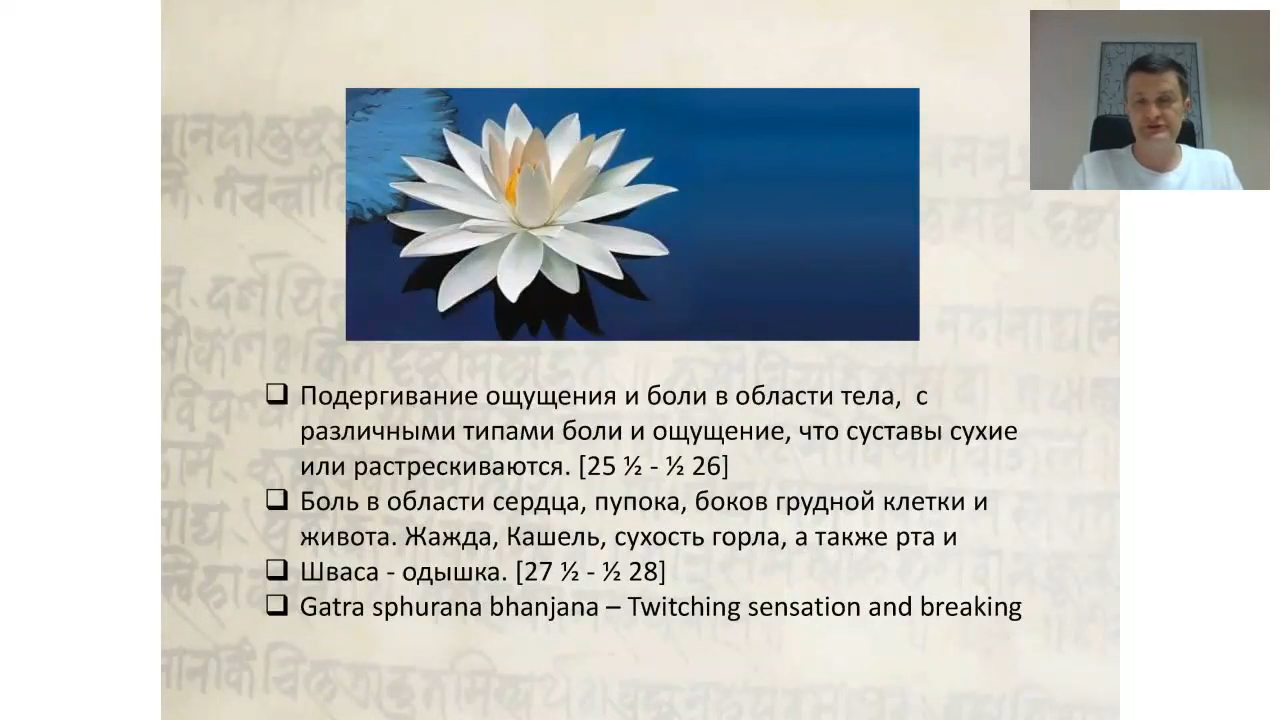 ❑ Подергивание ощущения и боли в области тела,  с
различными типами боли и ощущение, что суставы сухие
или растрескиваются. [25 ½ - ½ 26]
❑ Боль в области сердца, пупока, боков грудной клетки и
живота. Жажда, Кашель, сухость горла, а также рта и
❑ Шваса - одышка. [27 ½ - ½ 28]
❑ Gatra sphurana bhanjana – Twitching sensation and breaking